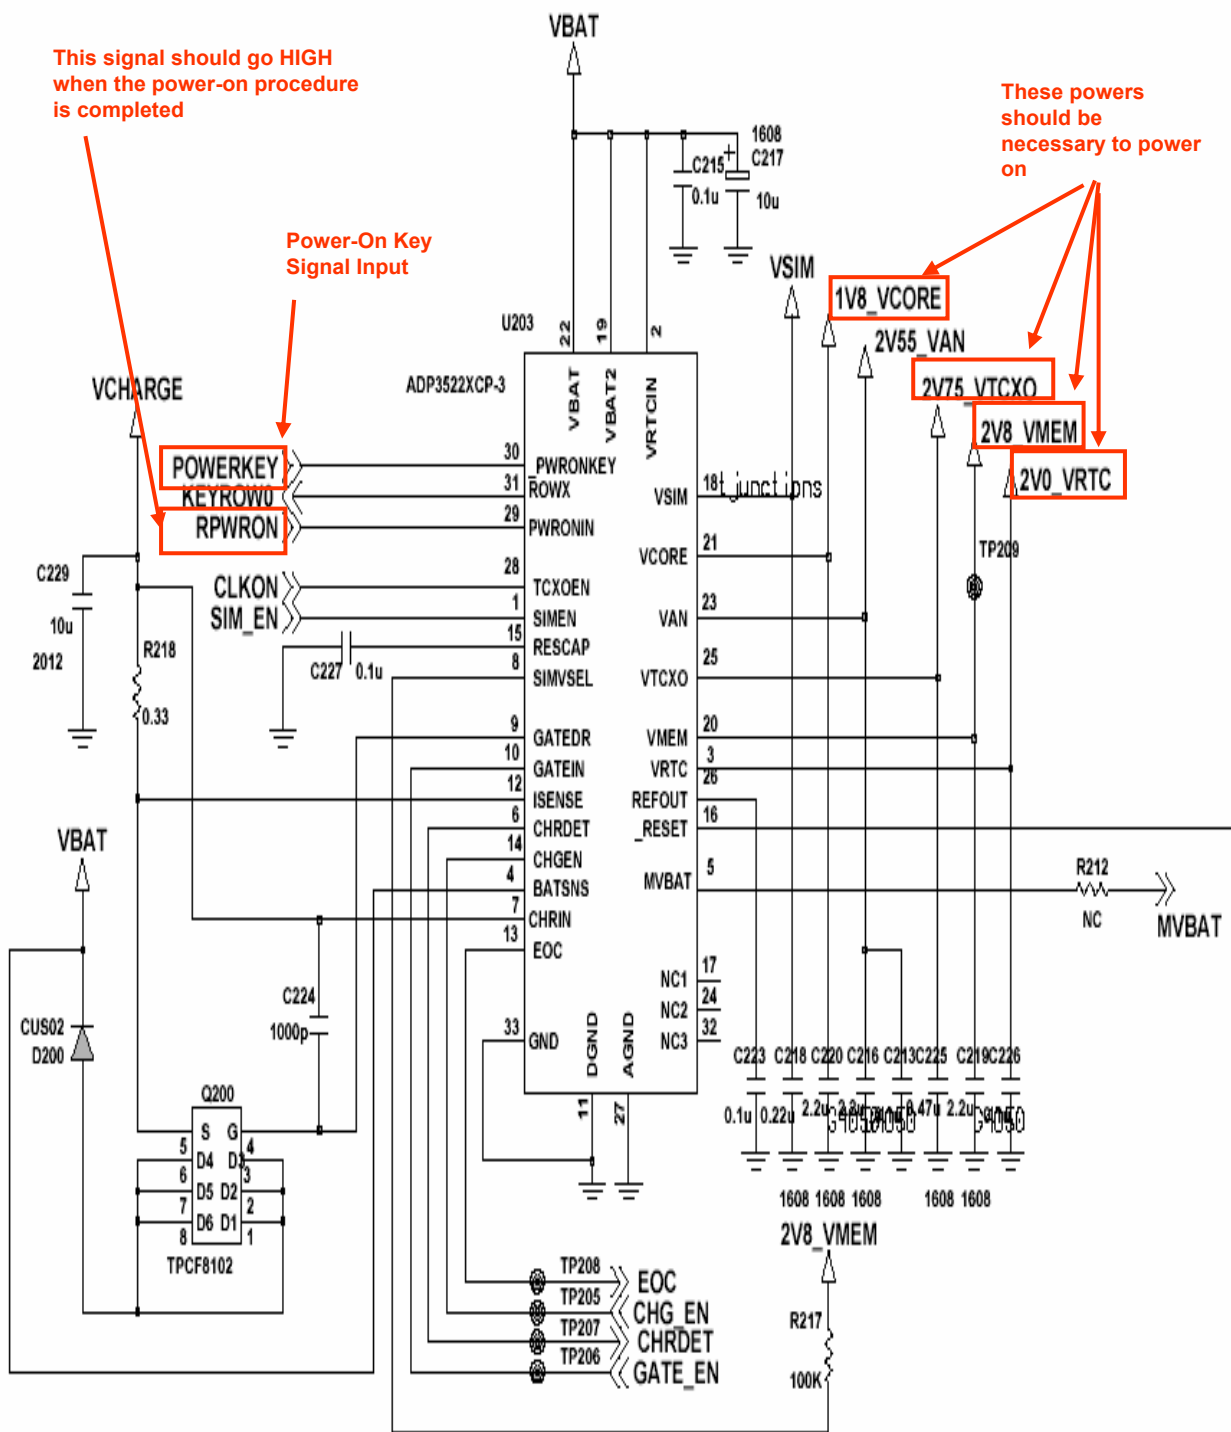 VBAT
This signal should go HIGH
when the power-on procedure
is completed
These powers
should be
necessary to power
on
1608
C215
+
C217
0.1u
10u
Power-On Key
Signal Input
VSIM
1V8_VCORE
U203
22
19
2
2V55_VAN
ADP3522XCP-3
VCHARGE
VBAT
VBAT2
VRTCIN
2V75_VTCXO
2V8_VMEM
POWERKEY
30
_PWRONKEY
2V0_VRTC
KEYROW0
31
ROWX
VSIM
18
t_junctions
RPWRON
29
PWRONIN
VCORE
21
TP209
C229
10u
2012
CLKON
28
TCXOEN
SIM_EN
1
SIMEN
VAN
23
15
RESCAP
C227
0.1u
R218
0.33
8
SIMVSEL
VTCXO
25
9
GATEDR
VMEM
20
10
GATEIN
VRTC
3
12
ISENSE
REFOUT
26
6
CHRDET
_RESET
16
VBAT
14
CHGEN
4
BATSNS
MVBAT
5
R212
NC
MVBAT
7
CHRIN
13
EOC
NC1
17
C224
1000p
NC2
24
CUS02
D200
33
GND
DGND
AGND
NC3
32
C223
C218
C220
C216
C213
C225
C219
C226
Q200
11
27
0.1u
0.22u
2.2u
2.2u
0.47u
2.2u
S
G
5
4
D4
D3
6
3
D5
D2
7
2
D6
D1
8
1
1608
1608
1608
1608
1608
TPCF8102
2V8_VMEM
TP208
EOC
TP205
CHG_EN
R217
TP207
CHRDET
TP206
GATE_EN
100K